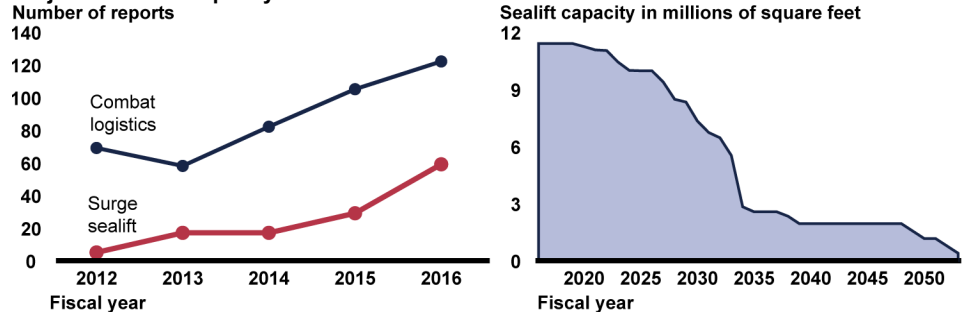 Number of reports
140
120
100
80
60
40
20
0
Combat
logistics
Surge
sealift
2012 2013 2014 2015 2016
Fiscal year
Sealift capacity in millions of square feet
12
9
6
3
0
2020 2025 2030 2035 2040 2045 2050
Fiscal year